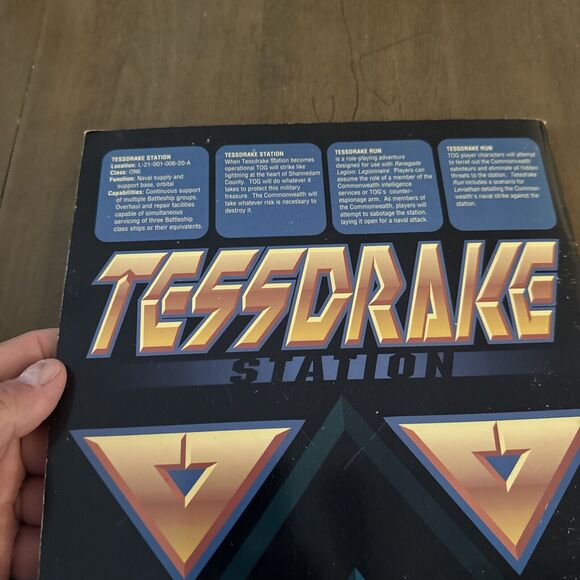 TESSDRAKE STATION
Location: L-21-001-006-20-A
Class: ONE
Function: Naval supply and
support base, orbital
Capabilities: Continuous support
of multiple Battleship groups.
Overhaul and repair facilities
capable of simultaneous
servicing of three Battleship
class ships or their equivalents.
TESSDRAKE STATION
When Tessdrake Station becomes
operational TOG will strike like
lightning at the heart of Shannedam
County. TOG will do whatever it
takes to protect this military
treasure. The Commonwealth will
take whatever risk is necessary to
destroy it.
TESSDRAKE RUN
is a role-playing adventure
designed for use with Renegade
Legion: Legionnaire. Players can
assume the role of a member of the
Commonwealth intelligence
services or TOG's counter-
espionage arm. As members of
the Commonwealth, players will
attempt to sabotage the station,
laying it open for a naval attack.
TESSDRAKE RUN
TOG player characters will attempt
to ferret out the Commonwealth
saboteurs and eliminate all hidden
threats to the station. Tessdrake
Run includes a scenario for
Leviathan detailing the Common-
wealth's naval strike against the
station.
TESSDRAKE
STATION